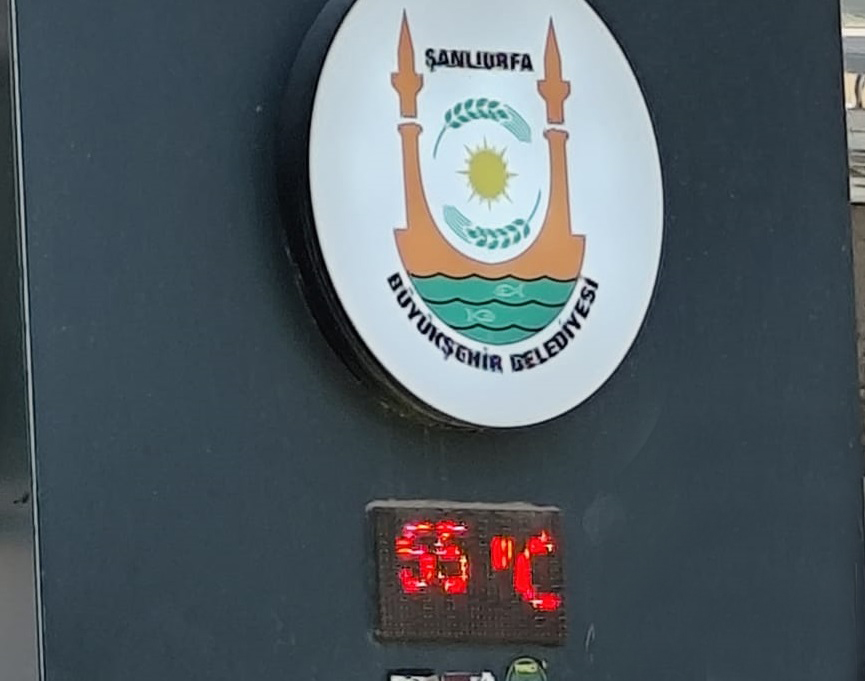 ŞANLIURFA
BÜYÜKŞEHİR BELEDİYESİ
55 °C